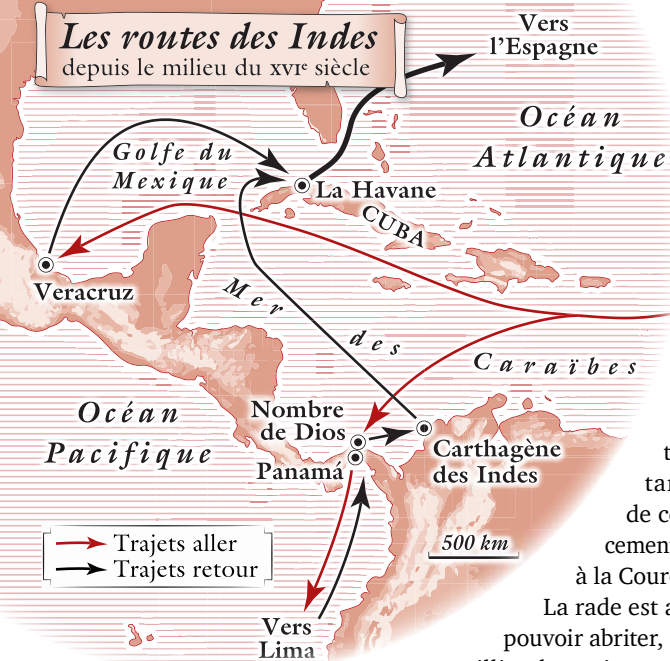 Les routes des Indes
depuis le milieu du XVIe siècle
Vers
l'Espagne
Océan
Atlantique
Golfe du
Mexique
La Havane
CUBA
Veracruz
Mer des Caraïbes
Océan
Pacifique
Nombre
de Dios
Panamá
Carthagène
des Indes
500 km
Trajets aller
Trajets retour
Vers
Lima
de c
cement
à la Cour
La rade est a
pouvoir abriter,